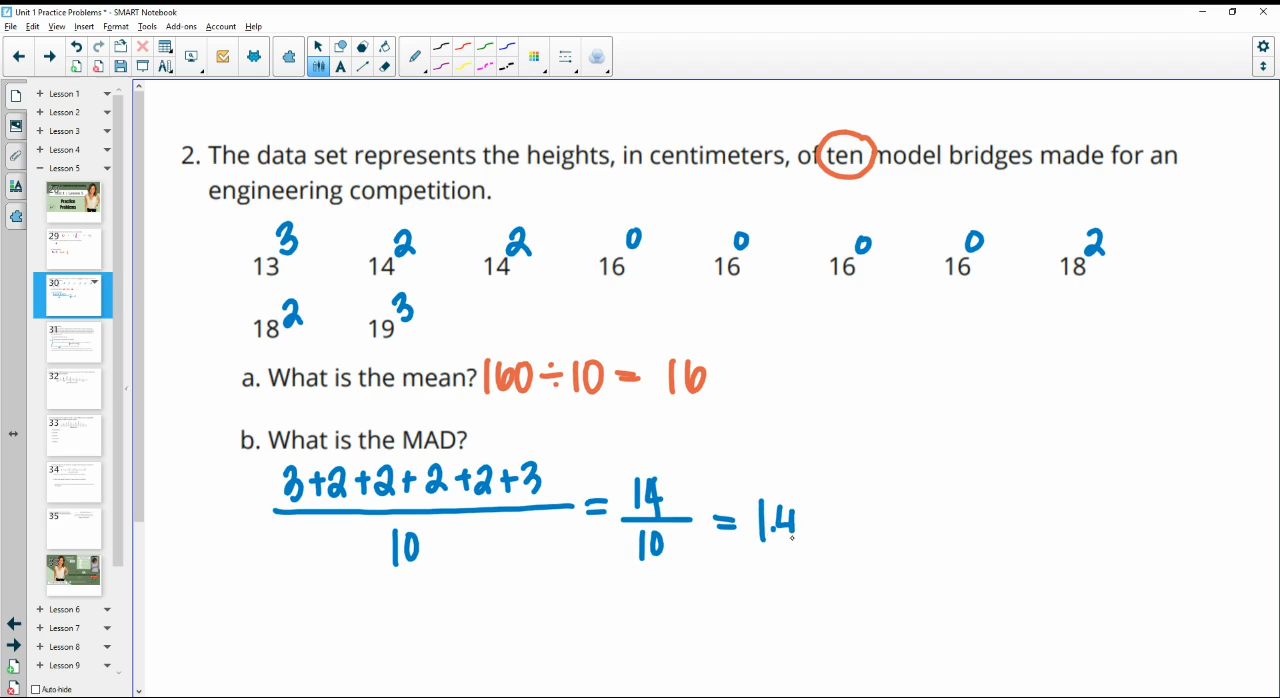 Unit 1 Practice Problems * - SMART Notebook
File Edit View Insert Format Tools Add-ons Account Help
Lesson 1
Lesson 2
Lesson 3
Lesson 4
Lesson 5
Practice
Problems
29
30
31
32
33
34
35
Lesson 6
Lesson 7
Lesson 8
Lesson 9
Auto-hide
2. The data set represents the heights, in centimeters, of ten model bridges made for an
engineering competition.
3 2 2 0 0 0 0 2
13 14 14 16 16 16 16 18
2 3
18 19
a. What is the mean? 160 ÷ 10 = 16
b. What is the MAD?
3+2+2+2+2+3
10
= 14
10
= 1.4